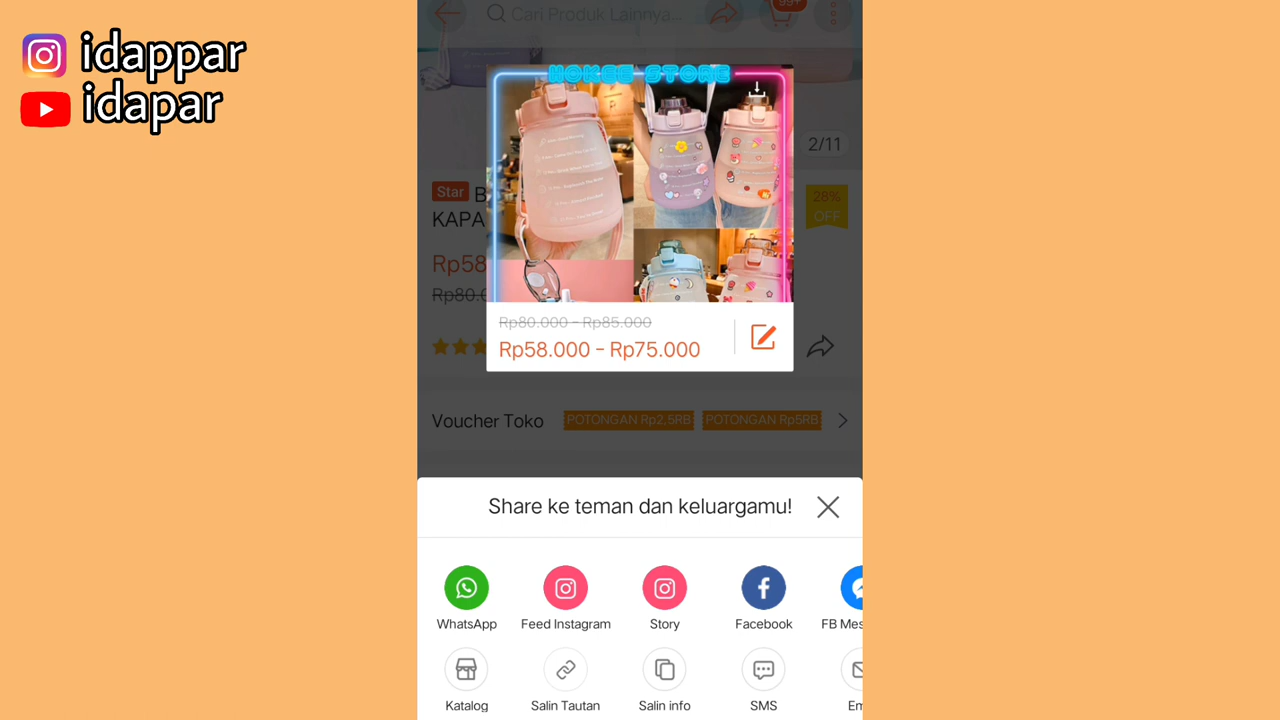 idappar
idapar
Cari Produk Lainnya...
99+
HOKEE STORE
2/11
Star B
KAPA
28%
OFF
Rp58
Rp80.0
Rp80.000 - Rp85.000
Rp58.000 - Rp75.000
Voucher Toko POTONGAN Rp2,5RB POTONGAN Rp5RB
Share ke teman dan keluargamu!
WhatsApp Feed Instagram Story Facebook FB Mes
Katalog Salin Tautan Salin info SMS Em